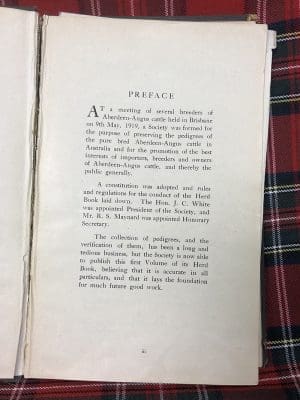 PREFACE
AT a meeting of several breeders of
Aberdeen-Angus cattle held in Brisbane
on 9th May, 1919, a Society was formed for
the purpose of preserving the pedigrees of
the pure bred Aberdeen-Angus cattle in
Australia and for the promotion of the best
interests of importers, breeders and owners
of Aberdeen-Angus cattle, and thereby the
public generally.
A constitution was adopted and rules
and regulations for the conduct of the Herd
Book laid down. The Hon. J. C. White
was appointed President of the Society, and
Mr. R. S. Maynard was appointed Honorary
Secretary.
The collection of pedigrees, and the
verification of them, has been a long and
tedious business, but the Society is now able
to publish this first Volume of its Herd
Book, believing that it is accurate in all
particulars, and that it lays the foundation
for much future good work.